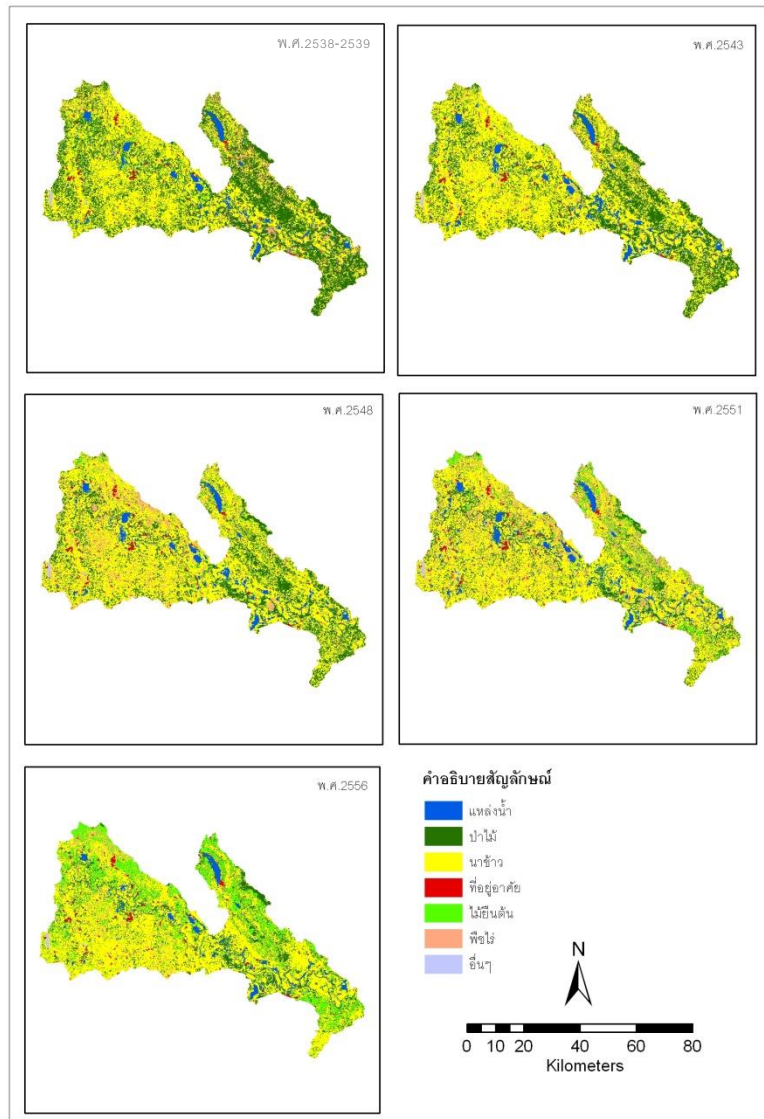 พ.ศ.2538-2539
พ.ศ.2543
พ.ศ.2548
พ.ศ.2551
พ.ศ.2556
คำอธิบายสัญลักษณ์
แหล่งน้ำ
ป่าไม้
นาข้าว
ที่อยู่อาศัย
ไม้ยืนต้น
พืชไร่
อื่นๆ
N
0 10 20 40 60 80
Kilometers